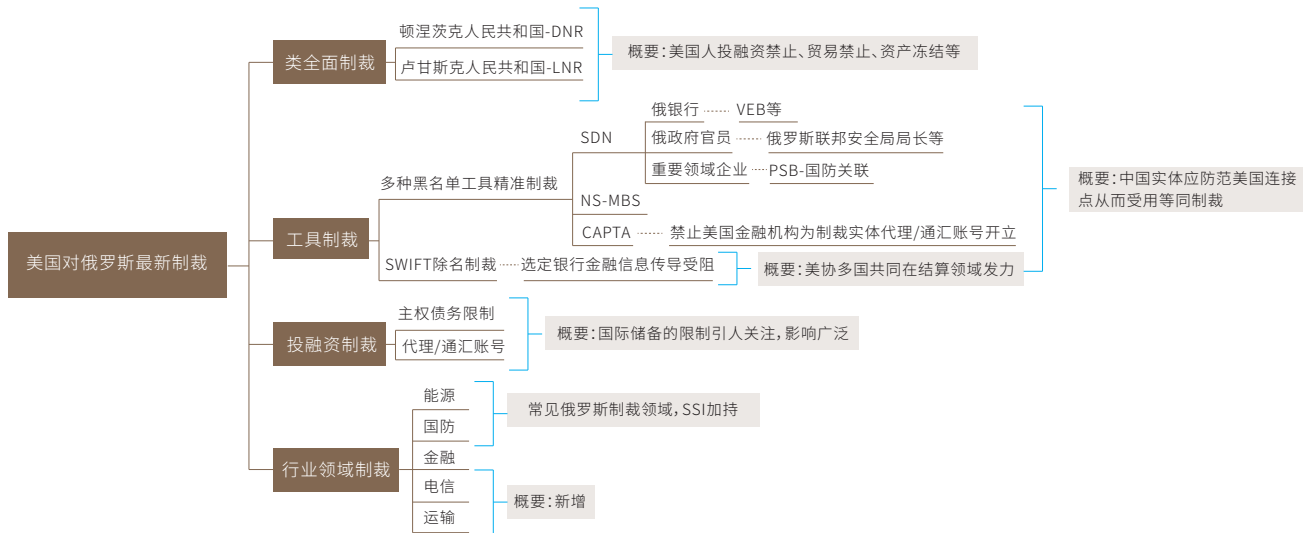 美国对俄罗斯最新制裁
类全面制裁
顿涅茨克人民共和国-DNR
卢甘斯克人民共和国-LNR
概要：美国人投融资禁止、贸易禁止、资产冻结等
工具制裁
多种黑名单工具精准制裁
SDN
俄银行
VEB等
俄政府官员
俄罗斯联邦安全局局长等
重要领域企业
PSB-国防关联
NS-MBS
CAPTA
禁止美国金融机构为制裁实体代理/通汇账号开立
SWIFT除名制裁
选定银行金融信息传导受阻
概要：美协多国共同在结算领域发力
概要：中国实体应防范美国连接
点从而受用等同制裁
投融资制裁
主权债务限制
代理/通汇账号
概要：国际储备的限制引人关注，影响广泛
行业领域制裁
能源
国防
金融
电信
运输
常见俄罗斯制裁领域，SSI加持
概要：新增